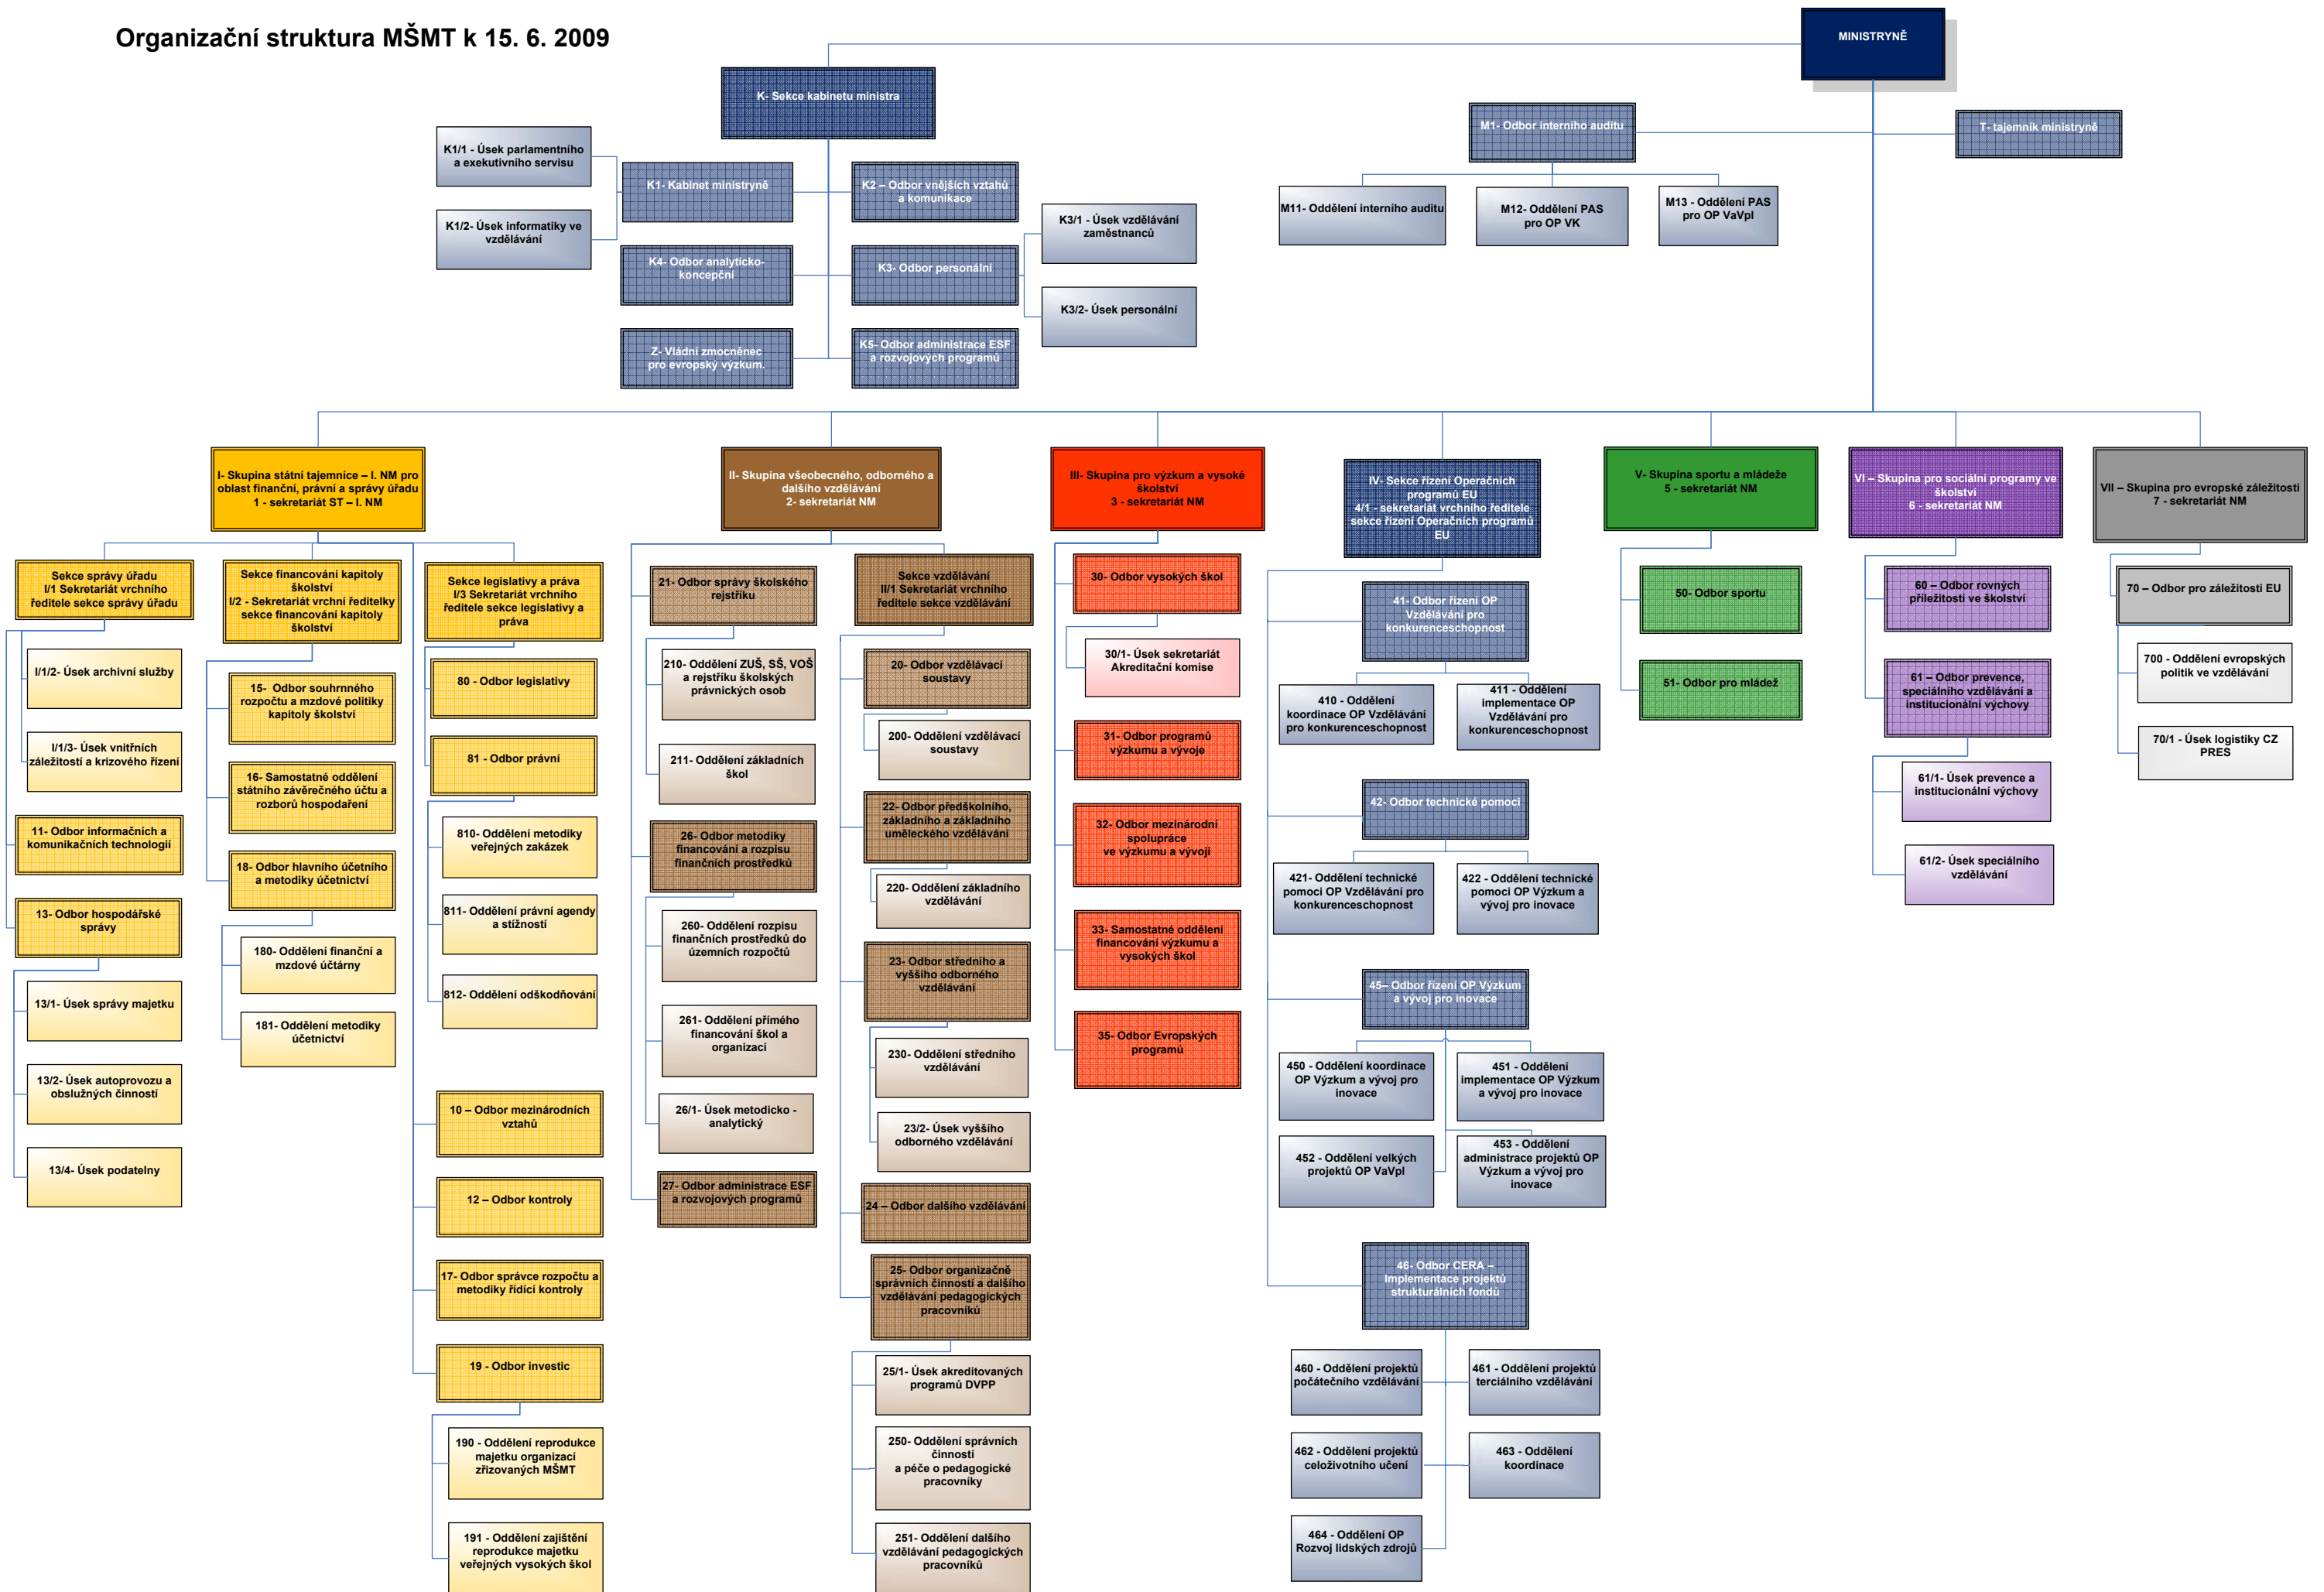 Organizační struktura MŠMT k 15. 6. 2009
MINISTRYNĚ
K- Sekce kabinetu ministra
M1- Odbor interního auditu
T- tajemník ministryně
K1/1 - Úsek parlamentního
a exekutivního servisu
K1- Kabinet ministryně
K2 – Odbor vnějších vztahů
a komunikace
K1/2- Úsek informatiky ve
vzdělávání
K3/1 - Úsek vzdělávání
zaměstnanců
M11- Oddělení interního auditu
M12- Oddělení PAS
pro OP VK
M13 - Oddělení PAS
pro OP VaVpI
K4- Odbor analyticko-
koncepční
K3- Odbor personální
K3/2- Úsek personální
Z- Vládní zmocněnec
pro evropský výzkum.
K5- Odbor administrace ESF
a rozvojových programů
I- Skupina státní tajemnice – I. NM pro
oblast finanční, právní a správy úřadu
1 - sekretariát ST – I. NM
II- Skupina všeobecného, odborného a
dalšího vzdělávání
2- sekretariát NM
III- Skupina pro výzkum a vysoké
školství
3 - sekretariát NM
IV- Sekce řízení Operačních
programů EU
4/1 - sekretariát vrchního ředitele
sekce řízení Operačních programů
EU
V- Skupina sportu a mládeže
5 - sekretariát NM
VI – Skupina pro sociální programy ve
školství
6 - sekretariát NM
VII – Skupina pro evropské záležitosti
7 - sekretariát NM
Sekce správy úřadu
I/1 Sekretariát vrchního
ředitele sekce správy úřadu
I/1/2- Úsek archivní služby
I/1/3- Úsek vnitřních
záležitostí a krizového řízení
11- Odbor informačních a
komunikačních technologií
13- Odbor hospodářské
správy
13/1- Úsek správy majetku
13/2- Úsek autoprovozu a
obslužných činností
13/4- Úsek podatelny
Sekce financování kapitoly
školství
I/2 - Sekretariát vrchní ředitelky
sekce financování kapitoly
školství
15- Odbor souhrnného
rozpočtu a mzdové politiky
kapitoly školství
16- Samostatné oddělení
státního závěrečného účtu a
rozborů hospodaření
18- Odbor hlavního účetního
a metodiky účetnictví
180- Oddělení finanční a
mzdové účtárny
181- Oddělení metodiky
účetnictví
Sekce legislativy a práva
I/3 Sekretariát vrchního
ředitele sekce legislativy a
práva
80 - Odbor legislativy
81 - Odbor právní
810- Oddělení metodiky
veřejných zakázek
811- Oddělení právní agendy
a stížností
812- Oddělení odškodňování
10 – Odbor mezinárodních
vztahů
12 – Odbor kontroly
17- Odbor správce rozpočtu a
metodiky řídící kontroly
19 - Odbor investic
190 - Oddělení reprodukce
majetku organizací
zřizovaných MŠMT
191 - Oddělení zajištění
reprodukce majetku
veřejných vysokých škol
21- Odbor správy školského
rejstříku
210- Oddělení ZUŠ, SŠ, VOŠ
a rejstříku školských
právnických osob
211- Oddělení základních
škol
26- Odbor metodiky
financování a rozpisu
finančních prostředků
260- Oddělení rozpisu
finančních prostředků do
územních rozpočtů
261- Oddělení přímého
financování škol a
organizací
26/1- Úsek metodicko -
analytický
27- Odbor administrace ESF
a rozvojových programů
Sekce vzdělávání
II/1 Sekretariát vrchního
ředitele sekce vzdělávání
20- Odbor vzdělávací
soustavy
200- Oddělení vzdělávací
soustavy
22- Odbor předškolního,
základního a základního
uměleckého vzdělávání
220- Oddělení základního
vzdělávání
23- Odbor středního a
vyššího odborného
vzdělávání
230- Oddělení středního
vzdělávání
23/2- Úsek vyššího
odborného vzdělávání
24 – Odbor dalšího vzdělávání
25- Odbor organizačně
správních činností a dalšího
vzdělávání pedagogických
pracovníků
25/1- Úsek akreditovaných
programů DVPP
250- Oddělení správních
činností
a péče o pedagogické
pracovníky
251- Oddělení dalšího
vzdělávání pedagogických
pracovníků
30- Odbor vysokých škol
30/1- Úsek sekretariát
Akreditační komise
31- Odbor programů
výzkumu a vývoje
32- Odbor mezinárodní
spolupráce
ve výzkumu a vývoji
33- Samostatné oddělení
financování výzkumu a
vysokých škol
35- Odbor Evropských
programů
41- Odbor řízení OP
Vzdělávání pro
konkurenceschopnost
410 - Oddělení
koordinace OP Vzdělávání
pro konkurenceschopnost
411 - Oddělení
implementace OP
Vzdělávání pro
konkurenceschopnost
42- Odbor technické pomoci
421- Oddělení technické
pomoci OP Vzdělávání pro
konkurenceschopnost
422 - Oddělení technické
pomoci OP Výzkum a
vývoj pro inovace
45– Odbor řízení OP Výzkum
a vývoj pro inovace
450 - Oddělení koordinace
OP Výzkum a vývoj pro
inovace
451 - Oddělení
implementace OP Výzkum
a vývoj pro inovace
452 - Oddělení velkých
projektů OP VaVpI
453 - Oddělení
administrace projektů OP
Výzkum a vývoj pro
inovace
46- Odbor CERA –
Implementace projektů
strukturálních fondů
460 - Oddělení projektů
počátečního vzdělávání
461 - Oddělení projektů
terciálního vzdělávání
462 - Oddělení projektů
celoživotního učení
463 - Oddělení
koordinace
464 - Oddělení OP
Rozvoj lidských zdrojů
50- Odbor sportu
51- Odbor pro mládež
60 – Odbor rovných
příležitostí ve školství
61 – Odbor prevence,
speciálního vzdělávání a
institucionální výchovy
61/1- Úsek prevence a
institucionální výchovy
61/2- Úsek speciálního
vzdělávání
70 – Odbor pro záležitosti EU
700 - Oddělení evropských
politik ve vzdělávání
70/1 - Úsek logistiky CZ
PRES